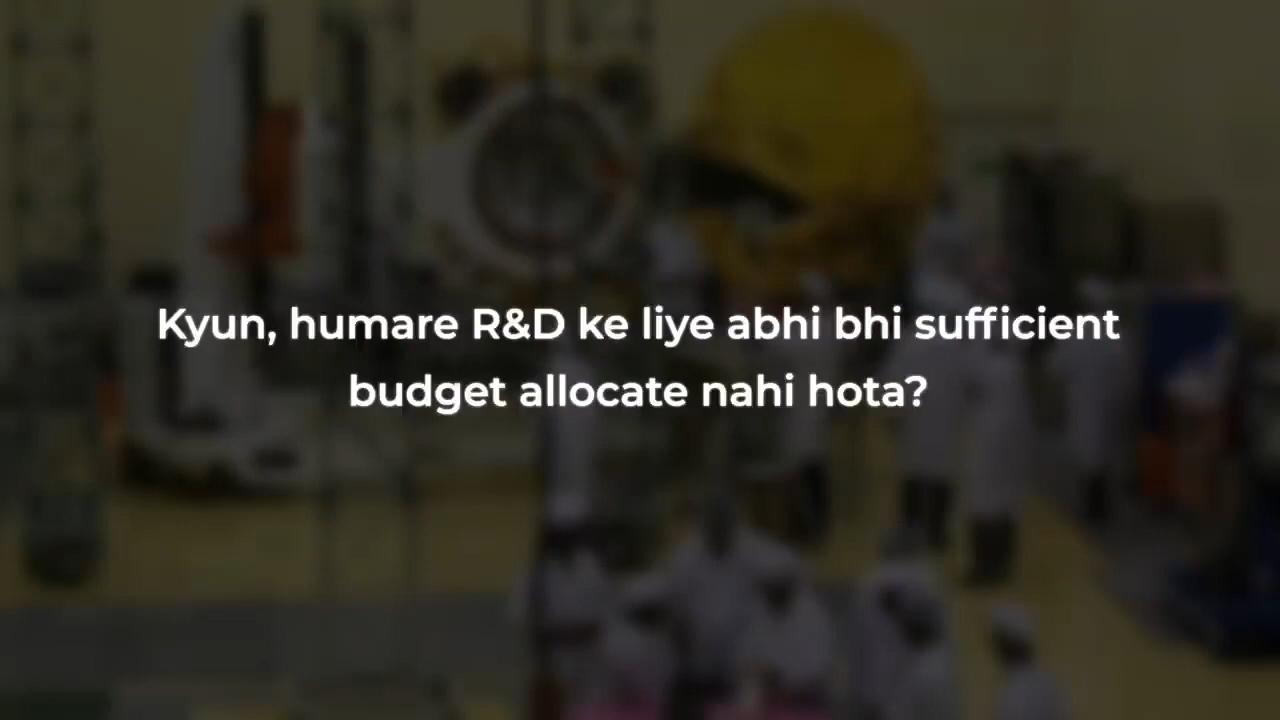 Kyun, humare R&D ke liye abhi bhi sufficient
budget allocate nahi hota?